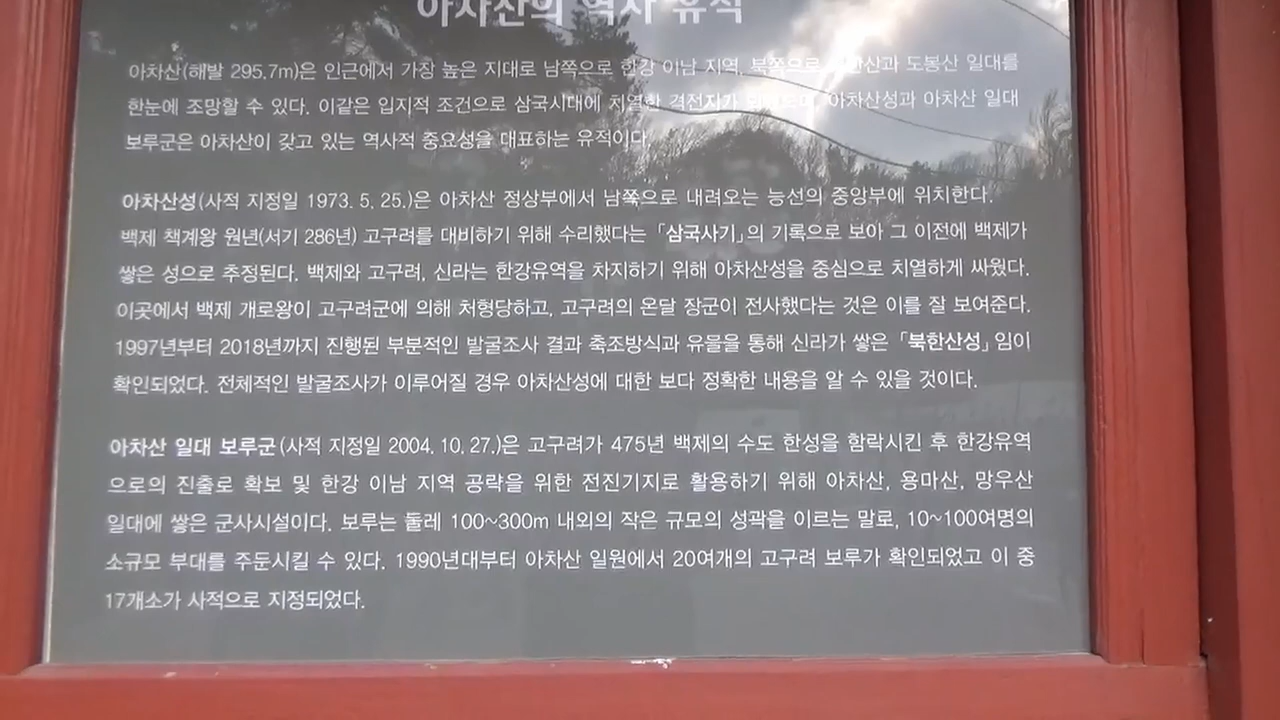 아차산의 역사 유적
아차산(해발 295.7m)은 인근에서 가장 높은 지대로 남쪽으로 한강 이남 지역, 북쪽으로 도봉산 일대를
한눈에 조망할 수 있다. 이같은 입지적 조건으로 삼국시대에 치열한 격전지가 아차산성과 아차산 일대
보루군은 아차산이 갖고 있는 역사적 중요성을 대표하는 유적이다.
아차산성(사적 지정일 1973. 5. 25.)은 아차산 정상부에서 남쪽으로 내려오는 능선의 중앙부에 위치한다.
백제 책계왕 원년(서기 286년) 고구려를 대비하기 위해 수리했다는 「삼국사기」의 기록으로 보아 그 이전에 백제가
쌓은 성으로 추정된다. 백제와 고구려, 신라는 한강유역을 차지하기 위해 아차산성을 중심으로 치열하게 싸웠다.
이곳에서 백제 개로왕이 고구려군에 의해 처형당하고, 고구려의 온달 장군이 전사했다는 것은 이를 잘 보여준다.
1997년부터 2018년까지 진행된 부분적인 발굴조사 결과 축조방식과 유물을 통해 신라가 쌓은 「북한산성」임이
확인되었다. 전체적인 발굴조사가 이루어질 경우 아차산성에 대한 보다 정확한 내용을 알 수 있을 것이다.
아차산 일대 보루군(사적 지정일 2004. 10. 27.)은 고구려가 475년 백제의 수도 한성을 함락시킨 후 한강유역
으로의 진출로 확보 및 한강 이남 지역 공략을 위한 전진기지로 활용하기 위해 아차산, 용마산, 망우산
일대에 쌓은 군사시설이다. 보루는 둘레 100~300m 내외의 작은 규모의 성곽을 이르는 말로, 10~100여명의
소규모 부대를 주둔시킬 수 있다. 1990년대부터 아차산 일원에서 20여개의 고구려 보루가 확인되었고 이 중
17개소가 사적으로 지정되었다.